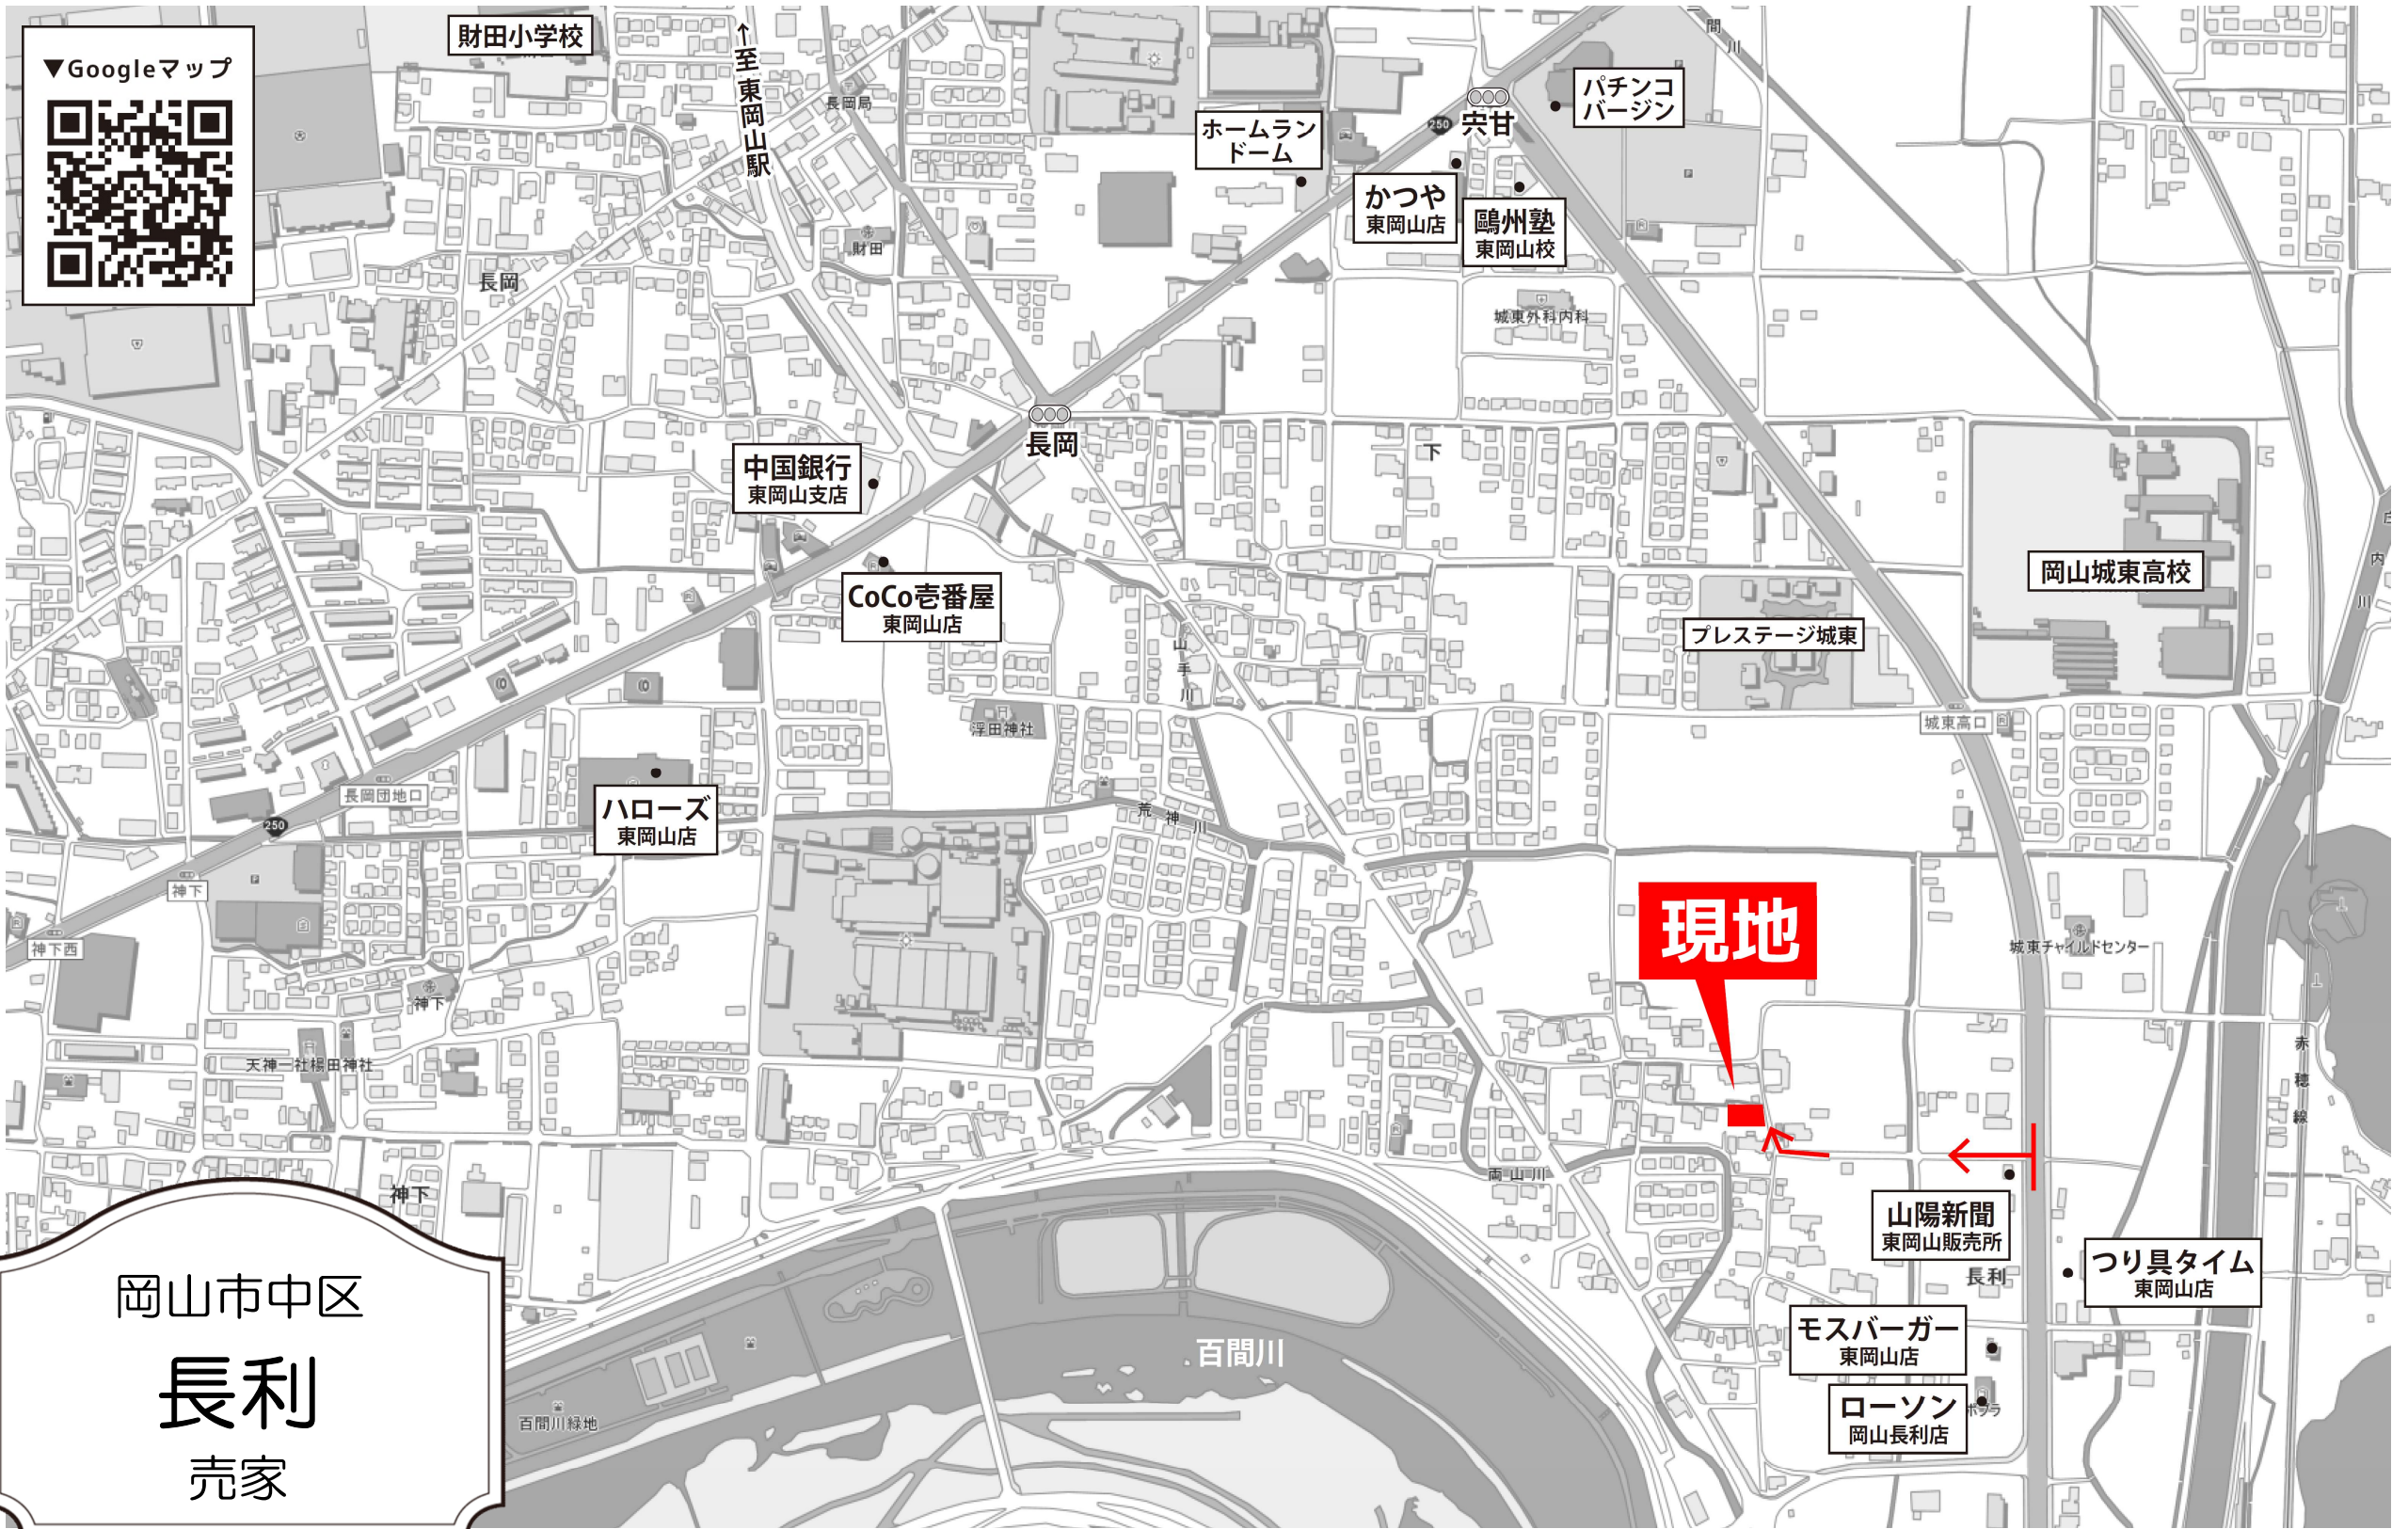 ▼Googleマップ
財田小学校
←至東岡山駅
長岡局
財田
長岡
ホームラン
ドーム
250
宍甘
パチンコ
バージン
かつや
東岡山店
鷗州塾
東岡山校
間川
城東外科内科
長岡
下
中国銀行
東岡山支店
CoCo壱番屋
東岡山店
岡山城東高校
プレステージ城東
城東高口
内川
山手川
浮田神社
荒神川
長岡団地口
250
ハローズ
東岡山店
神下
神下西
神下
天神一社楊田神社
神下
現地
城東チャイルドセンター
赤穂線
両山川
山陽新聞
東岡山販売所
長利
つり具タイム
東岡山店
モスバーガー
東岡山店
ローソン
岡山長利店
ポプラ
百間川
百間川緑地
岡山市中区
長利
売家